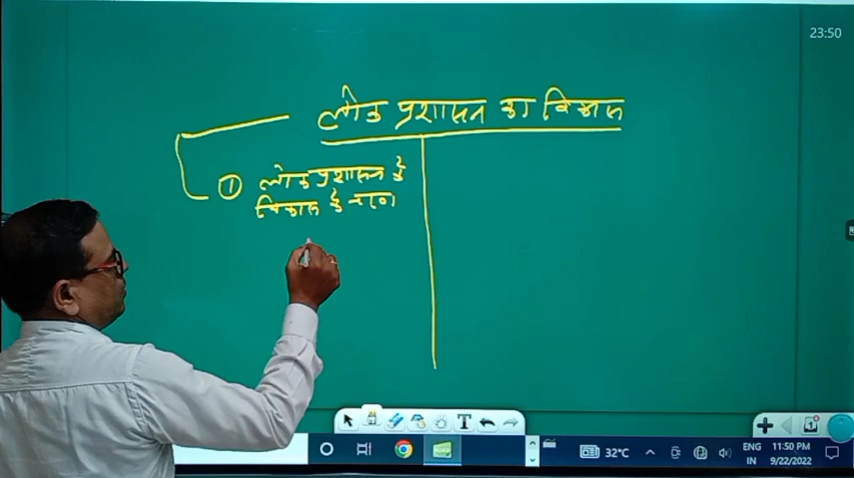 23:50
लोक प्रशासन का विकास
① लोक प्रशासन के
विकास के चरण
T
32°C
ENG
IN
11:50 PM
9/22/2022